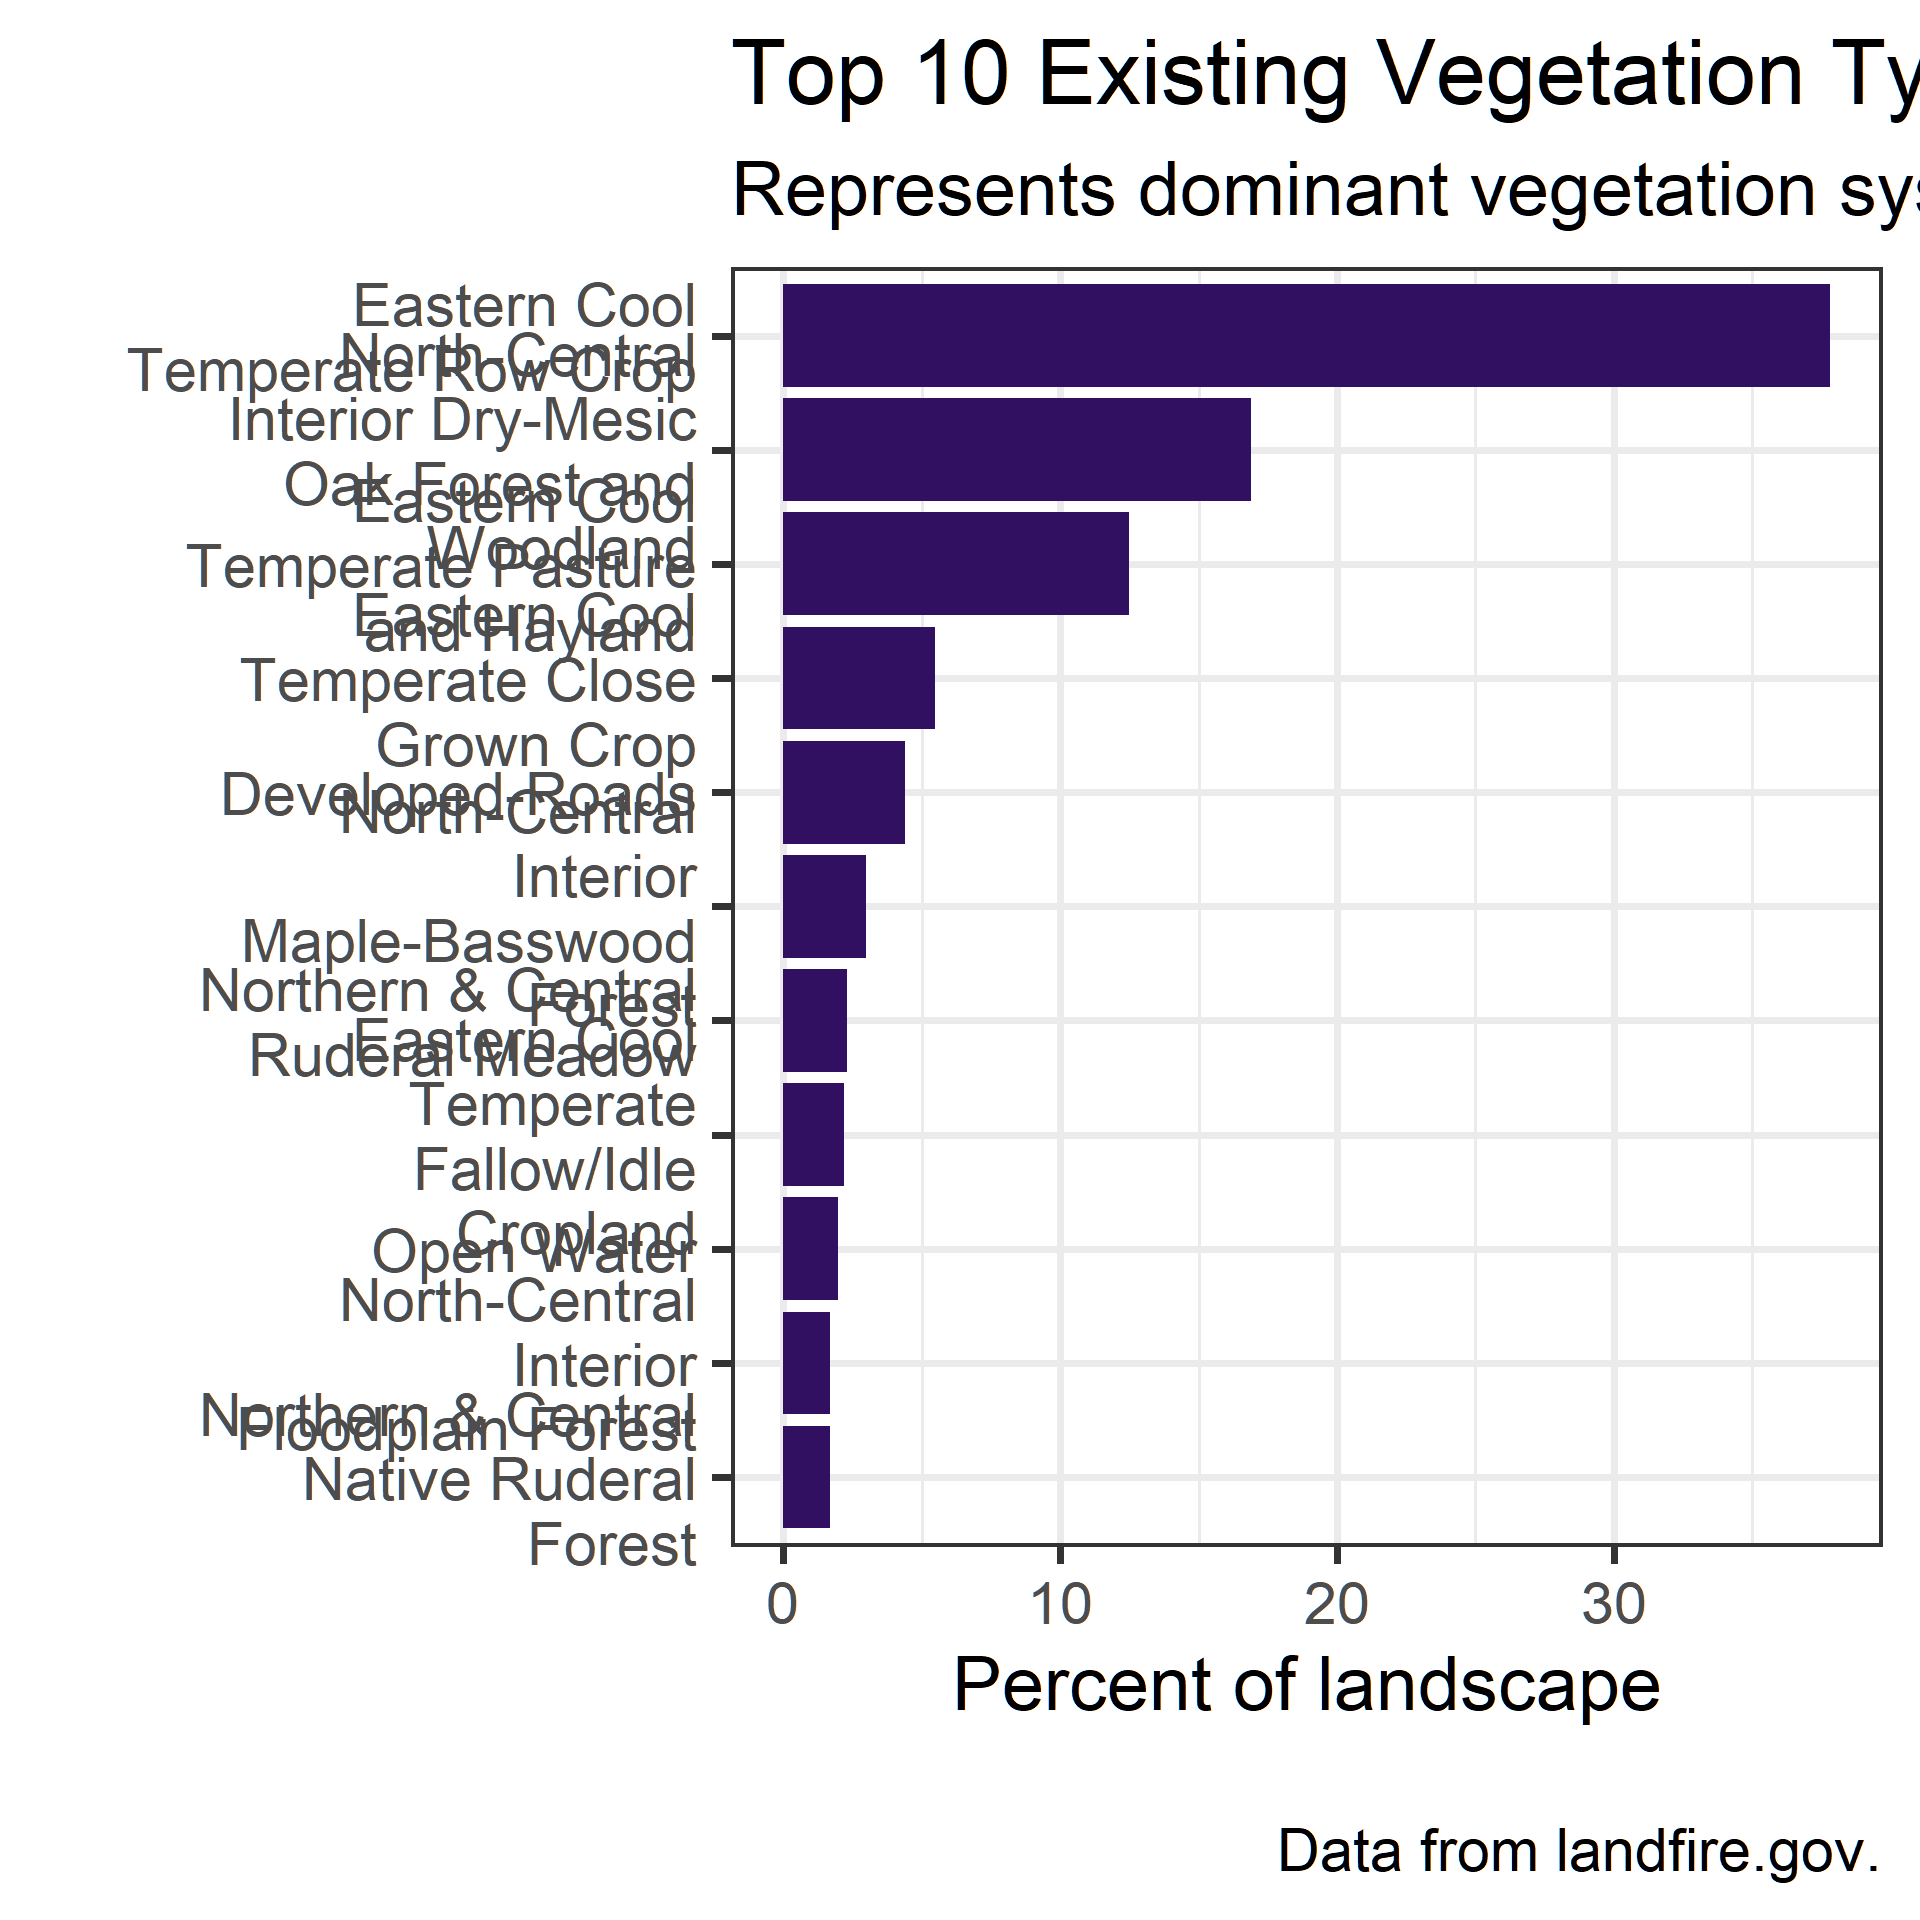 Top 10 Existing Vegetation Ty
Represents dominant vegetation sys
Eastern Cool
Temperate Row Crop
North-Central
Interior Dry-Mesic
Oak Forest and
Woodland
Eastern Cool
Temperate Pasture
and Hayland
Eastern Cool
Temperate Close
Grown Crop
Developed-Roads
North-Central
Interior
Maple-Basswood
Forest
Northern & Central
Ruderal Meadow
Eastern Cool
Temperate
Fallow/Idle
Cropland
Open Water
North-Central
Interior
Floodplain Forest
Northern & Central
Native Ruderal
Forest
0 10 20 30
Percent of landscape
Data from landfire.gov.